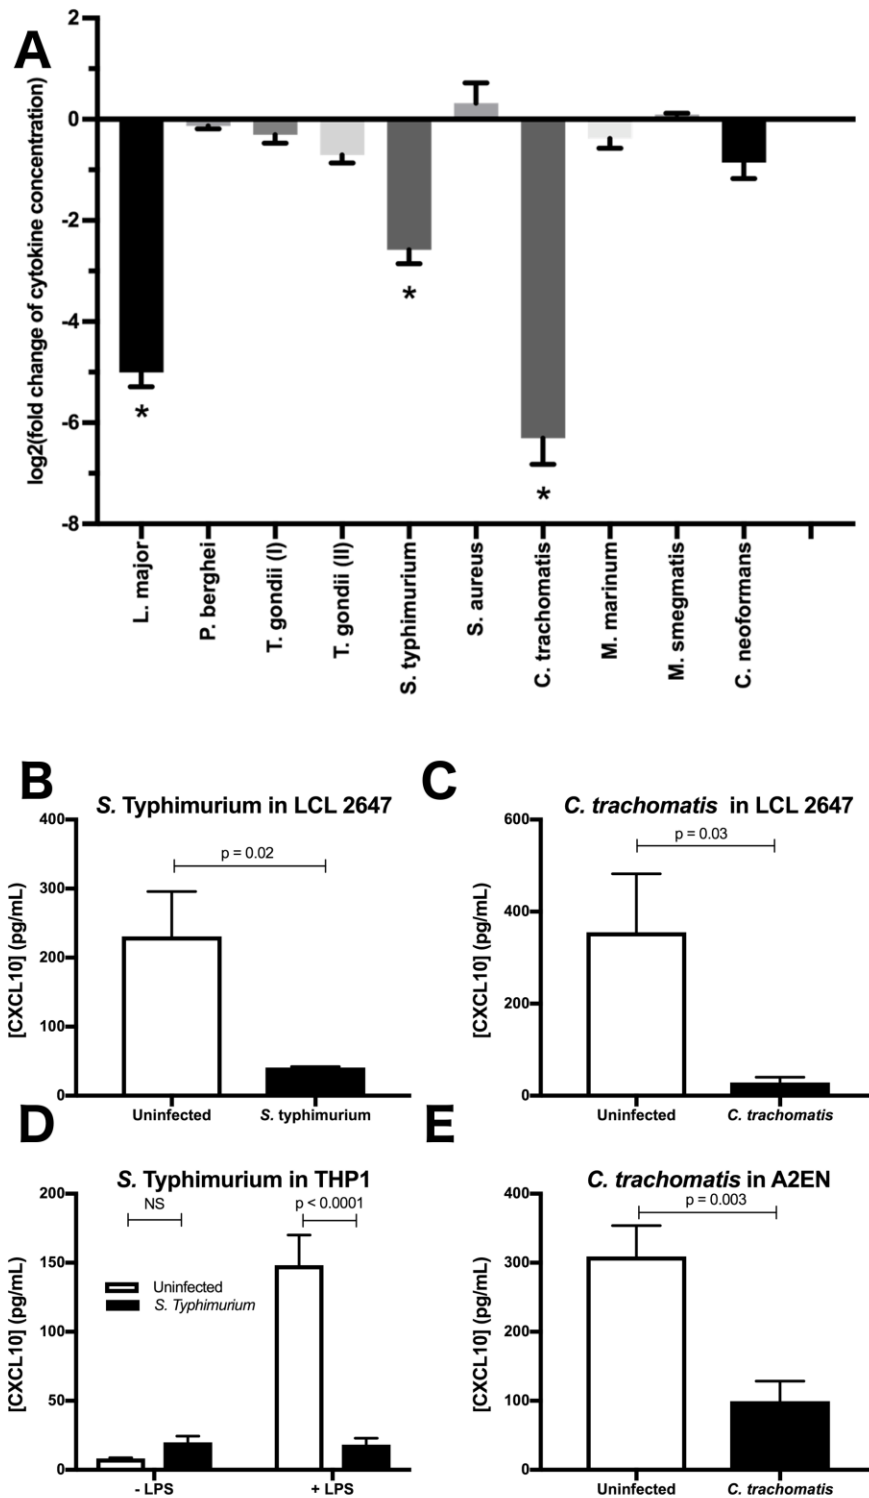 A
log2(fold change of cytokine concentration)
2
0
-2
-4
-6
-8
*
*
*
L. major
P. berghei
T. gondii (I)
T. gondii (II)
S. typhimurium
S. aureus
C. trachomatis
M. marinum
M. smegmatis
C. neoformans
B
S. Typhimurium in LCL 2647
[CXCL10] (pg/mL)
400
300
200
100
0
p = 0.02
Uninfected
S. typhimurium
C
C. trachomatis in LCL 2647
[CXCL10] (pg/mL)
600
400
200
0
p = 0.03
Uninfected
C. trachomatis
D
S. Typhimurium in THP1
[CXCL10] (pg/mL)
200
150
100
50
0
NS
p < 0.0001
Uninfected
S. Typhimurium
- LPS
+ LPS
E
C. trachomatis in A2EN
[CXCL10] (pg/mL)
400
300
200
100
0
p = 0.003
Uninfected
C. trachomatis